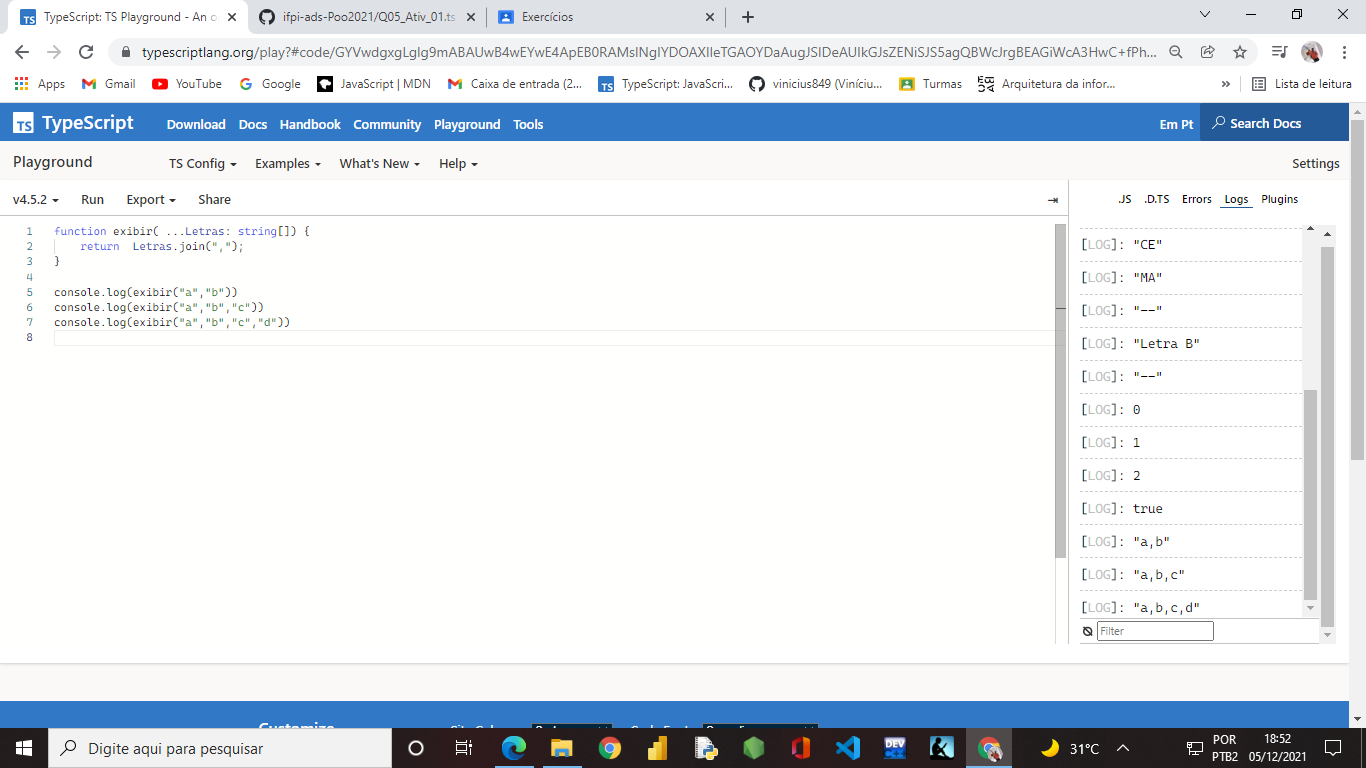 TypeScript: TS Playground - An o
ifpi-ads-Poo2021/Q05_Ativ_01.ts
Exercícios
Apps
Gmail
YouTube
Google
JavaScript | MDN
Caixa de entrada (2...
TypeScript: JavaScri...
vinicius849 (Viníciu...
Turmas
Arquitetura da infor...
»
Lista de leitura
TypeScript
Download
Docs
Handbook
Community
Playground
Tools
Em Pt
Search Docs
Playground
TS Config
Examples
What's New
Help
Settings
v4.5.2
Run
Export
Share
.JS
.D.TS
Errors
Logs
Plugins
1 function exibir( ...Letras: string[]) {
2 return  Letras.join(",");
3 }
4
5 console.log(exibir("a","b"))
6 console.log(exibir("a","b","c"))
7 console.log(exibir("a","b","c","d"))
8
[LOG]: "CE"
[LOG]: "MA"
[LOG]: "--"
[LOG]: "Letra B"
[LOG]: "--"
[LOG]: 0
[LOG]: 1
[LOG]: 2
[LOG]: true
[LOG]: "a,b"
[LOG]: "a,b,c"
[LOG]: "a,b,c,d"
Filter
Customize
Digite aqui para pesquisar
DEV
31°C
POR
PTB2
18:52
05/12/2021